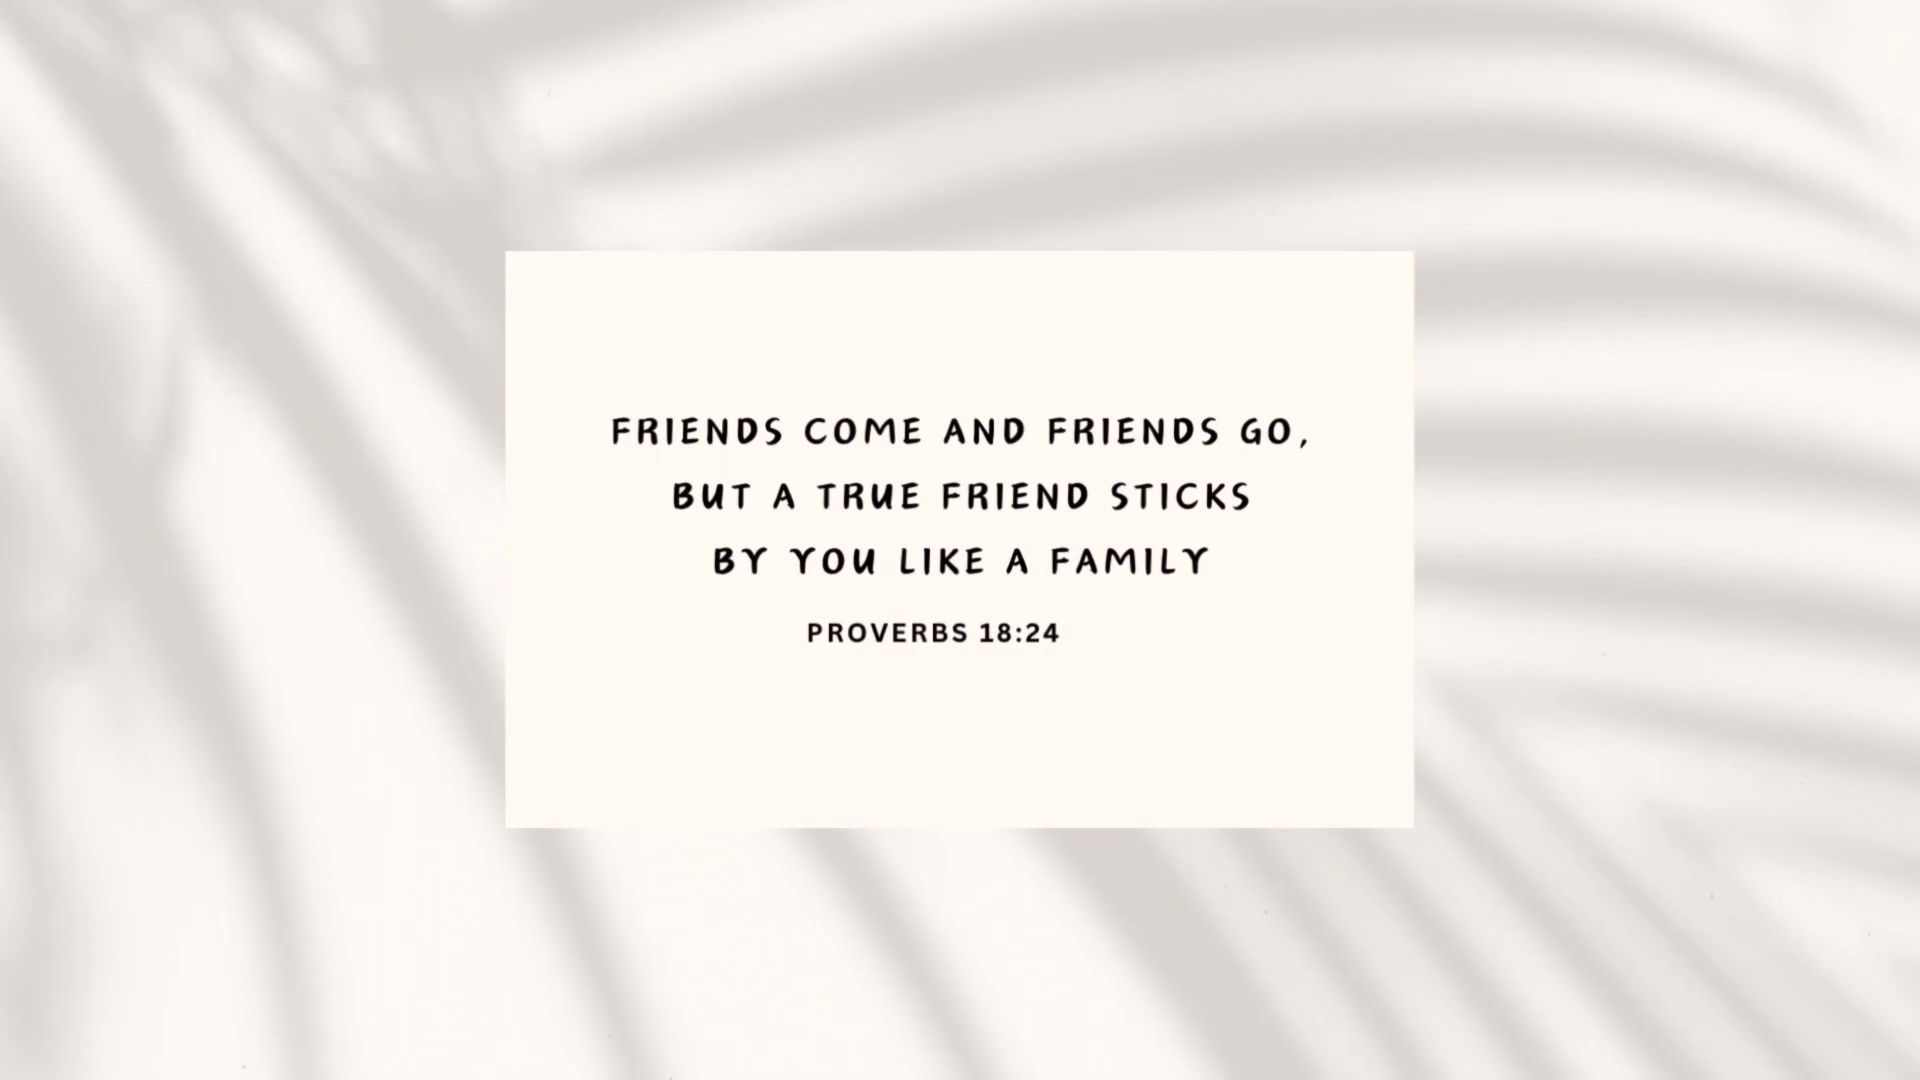 FRIENDS COME AND FRIENDS GO,
BUT A TRUE FRIEND STICKS
BY YOU LIKE A FAMILY
PROVERBS 18:24